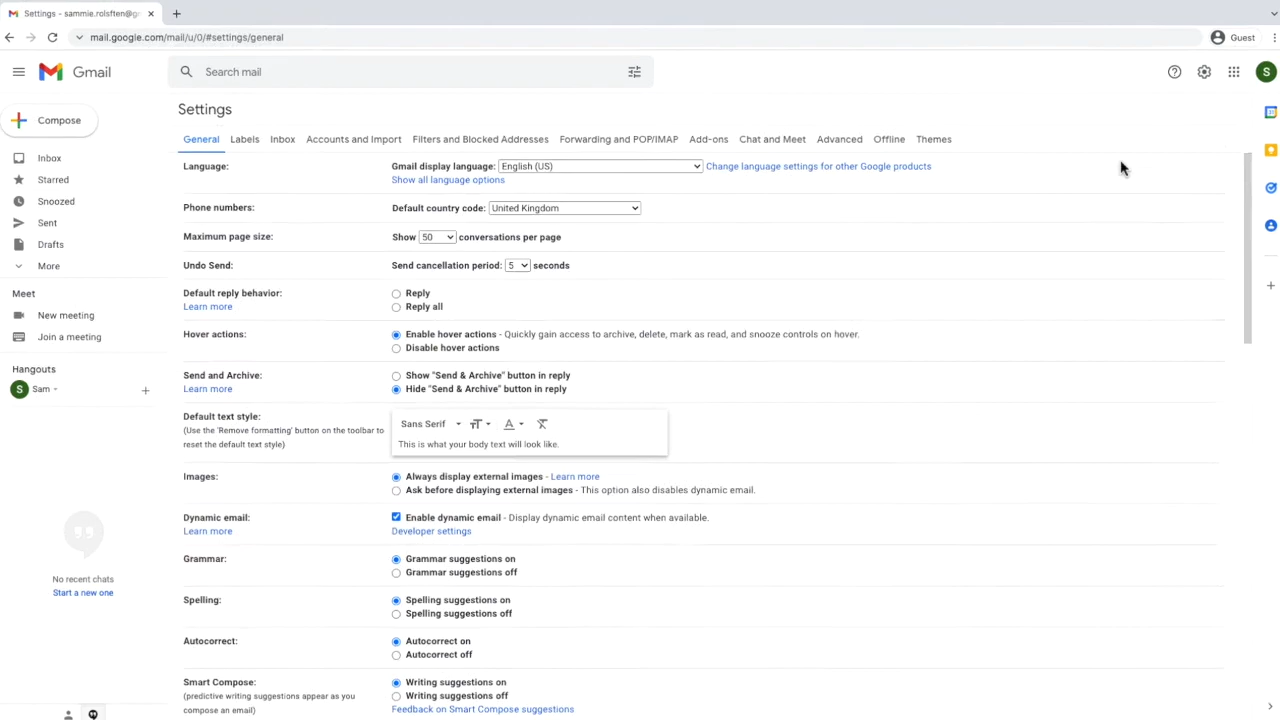 Settings - sammie.rolsften@g
mail.google.com/mail/u/0/#settings/general
Guest
Gmail
Search mail
S
Compose
Inbox
Starred
Snoozed
Sent
Drafts
More
Meet
New meeting
Join a meeting
Hangouts
S Sam
No recent chats
Start a new one
Settings
General Labels Inbox Accounts and Import Filters and Blocked Addresses Forwarding and POP/IMAP Add-ons Chat and Meet Advanced Offline Themes
Language: Gmail display language: English (US) Change language settings for other Google products
Show all language options
Phone numbers: Default country code: United Kingdom
Maximum page size: Show 50 conversations per page
Undo Send: Send cancellation period: 5 seconds
Default reply behavior: Reply
Learn more Reply all
Hover actions: Enable hover actions - Quickly gain access to archive, delete, mark as read, and snooze controls on hover.
Disable hover actions
Send and Archive: Show "Send & Archive" button in reply
Learn more Hide "Send & Archive" button in reply
Default text style: Sans Serif
(Use the 'Remove formatting' button on the toolbar to
reset the default text style) This is what your body text will look like.
Images: Always display external images - Learn more
Ask before displaying external images - This option also disables dynamic email.
Dynamic email: Enable dynamic email - Display dynamic email content when available.
Learn more Developer settings
Grammar: Grammar suggestions on
Grammar suggestions off
Spelling: Spelling suggestions on
Spelling suggestions off
Autocorrect: Autocorrect on
Autocorrect off
Smart Compose: Writing suggestions on
(predictive writing suggestions appear as you Writing suggestions off
compose an email) Feedback on Smart Compose suggestions